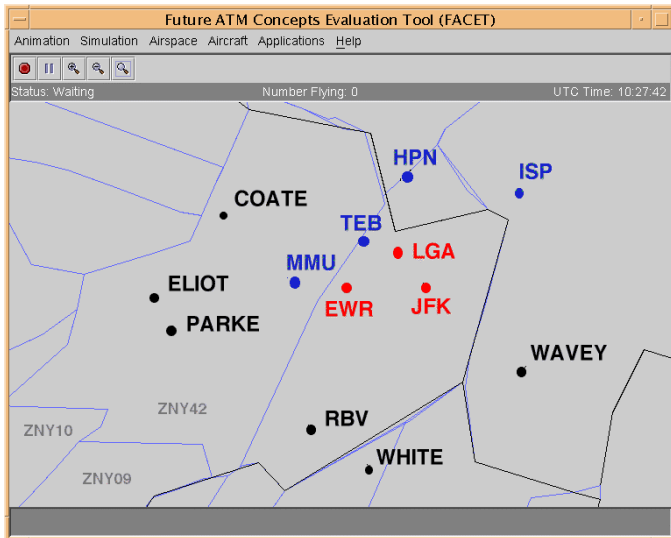 Future ATM Concepts Evaluation Tool (FACET)
Animation Simulation Airspace Aircraft Applications Help
Status: Waiting Number Flying: 0 UTC Time: 10:27:42
HPN
ISP
COATE
TEB
LGA
MMU
ELIOT
EWR
JFK
PARKE
WAVEY
ZNY42
RBV
ZNY10
WHITE
ZNY09